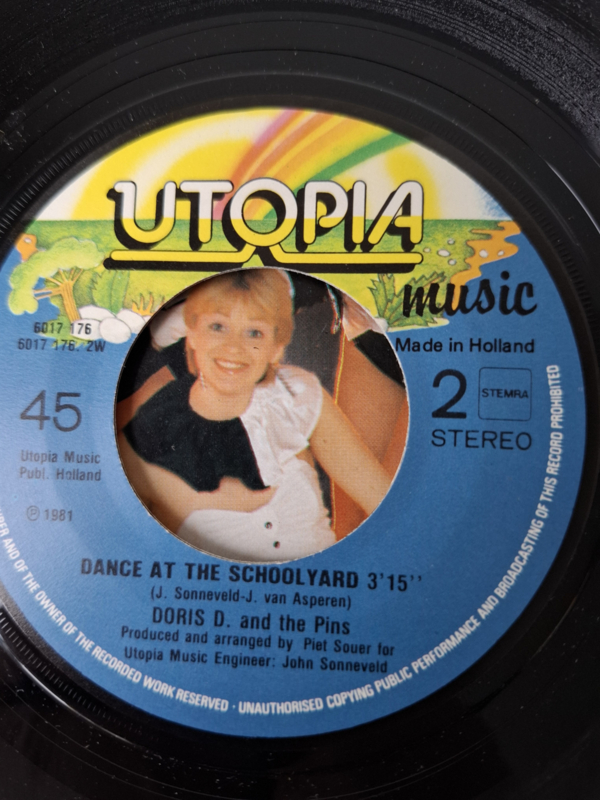 UTOPIA
music
6017 176
6017 176. 2W
Made in Holland
45
2
STEMRA
STEREO
Utopia Music
Publ. Holland
℗ 1981
DANCE AT THE SCHOOLYARD 3'15''
(J. Sonneveld-J. van Asperen)
DORIS D. and the Pins
Produced and arranged by Piet Souer for
Utopia Music Engineer: John Sonneveld
AND OF THE OWNER OF THE RECORDED WORK RESERVED · UNAUTHORISED COPYING PUBLIC PERFORMANCE AND BROADCASTING OF THIS RECORD PROHIBITED